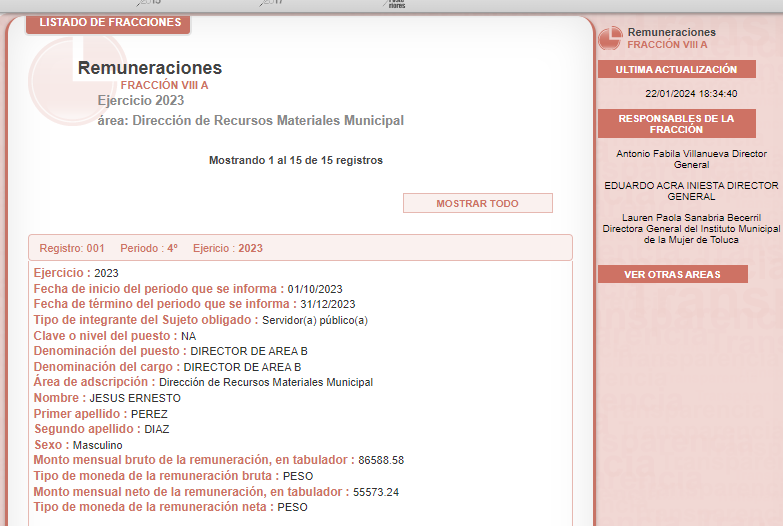 LISTADO DE FRACCIONES
Remuneraciones
FRACCIÓN VIII A
Ejercicio 2023
área: Dirección de Recursos Materiales Municipal
Mostrando 1 al 15 de 15 registros
MOSTRAR TODO
Registro: 001 Periodo : 4º Ejericio : 2023
Ejercicio : 2023
Fecha de inicio del periodo que se informa : 01/10/2023
Fecha de término del periodo que se informa : 31/12/2023
Tipo de integrante del Sujeto obligado : Servidor(a) público(a)
Clave o nivel del puesto : NA
Denominación del puesto : DIRECTOR DE AREA B
Denominación del cargo : DIRECTOR DE AREA B
Área de adscripción : Dirección de Recursos Materiales Municipal
Nombre : JESUS ERNESTO
Primer apellido : PEREZ
Segundo apellido : DIAZ
Sexo : Masculino
Monto mensual bruto de la remuneración, en tabulador : 86588.58
Tipo de moneda de la remuneración bruta : PESO
Monto mensual neto de la remuneración, en tabulador : 55573.24
Tipo de moneda de la remuneración neta : PESO
Remuneraciones
FRACCIÓN VIII A
ULTIMA ACTUALIZACIÓN
22/01/2024 18:34:40
RESPONSABLES DE LA
FRACCIÓN
Antonio Fabila Villanueva Director
General
EDUARDO ACRA INIESTA DIRECTOR
GENERAL
Lauren Paola Sanabria Becerril
Directora General del Instituto Municipal
de la Mujer de Toluca
VER OTRAS AREAS